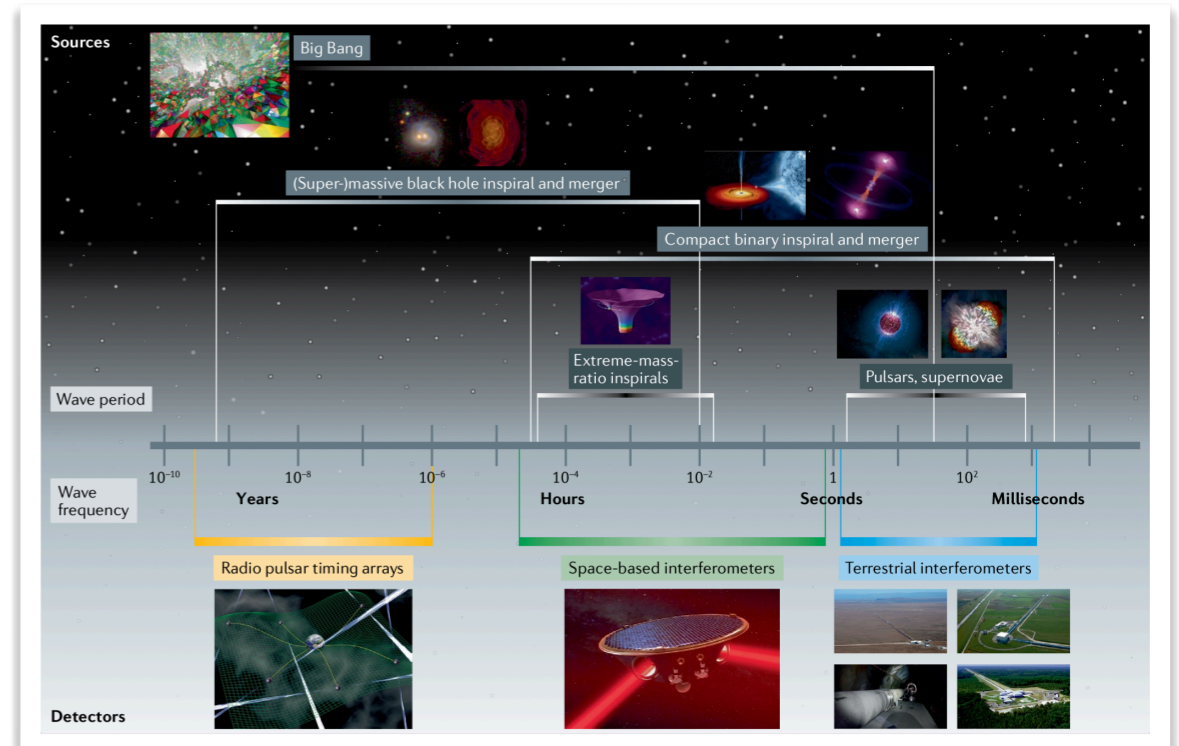 Sources
Big Bang
(Super-)massive black hole inspiral and merger
Compact binary inspiral and merger
Extreme-mass-
ratio inspirals
Pulsars, supernovae
Wave period
10⁻¹⁰ 10⁻⁸ 10⁻⁶ 10⁻⁴ 10⁻² 1 10²
Wave
frequency
Years Hours Seconds Milliseconds
Radio pulsar timing arrays
Space-based interferometers
Terrestrial interferometers
Detectors